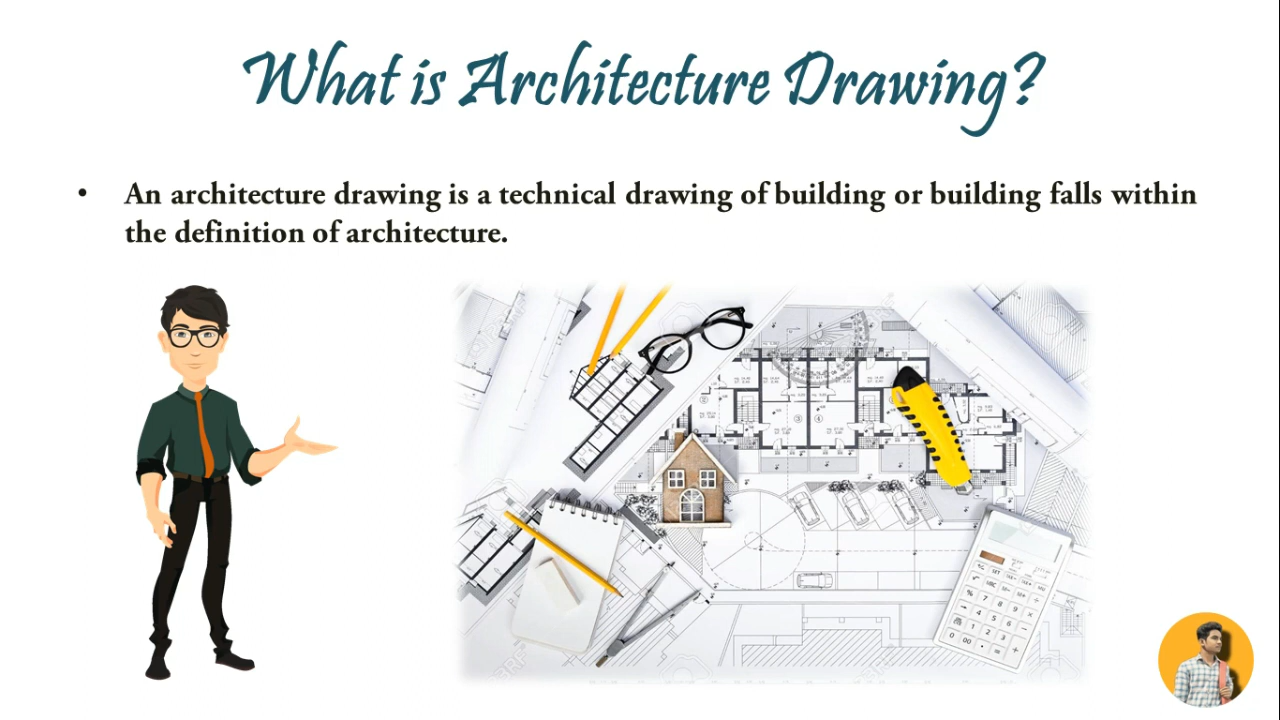 What is Architecture Drawing?
• An architecture drawing is a technical drawing of building or building falls within
the definition of architecture.